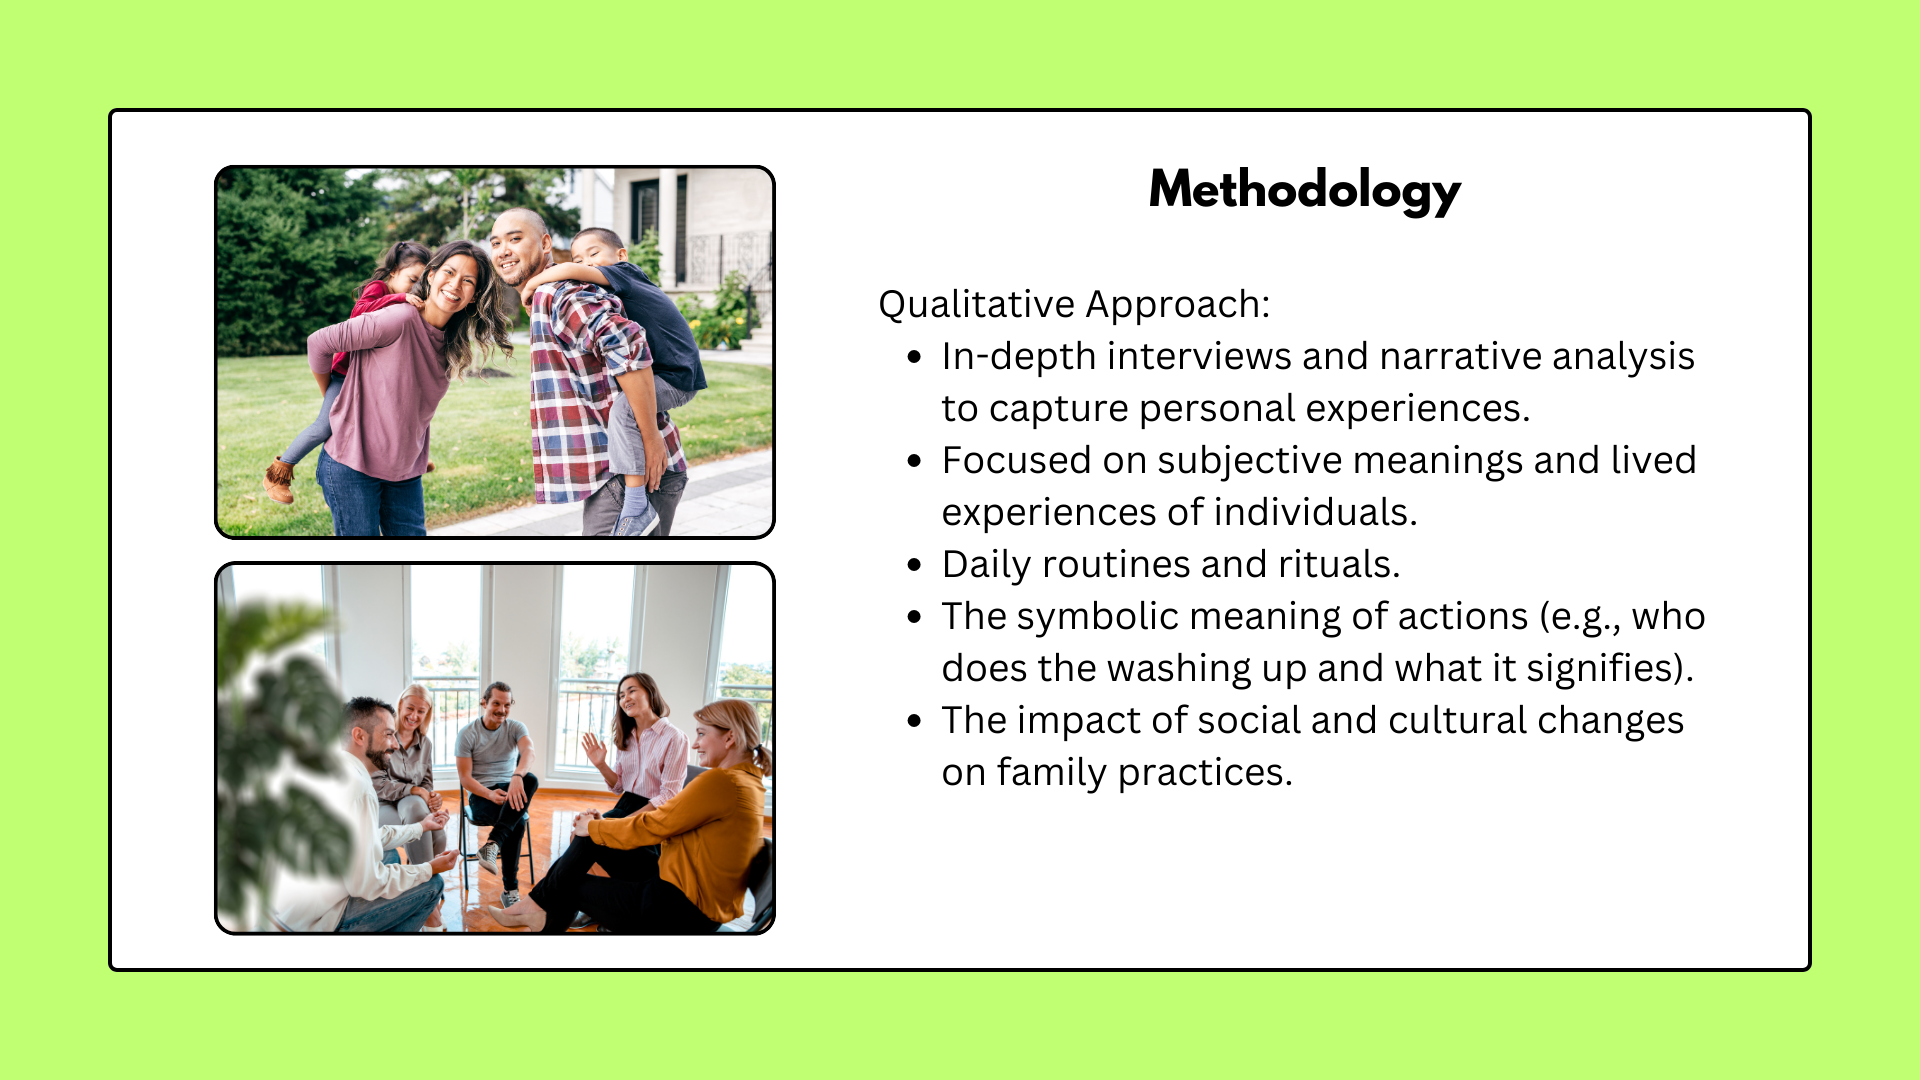 Methodology
Qualitative Approach:
• In-depth interviews and narrative analysis
to capture personal experiences.
• Focused on subjective meanings and lived
experiences of individuals.
• Daily routines and rituals.
• The symbolic meaning of actions (e.g., who
does the washing up and what it signifies).
• The impact of social and cultural changes
on family practices.